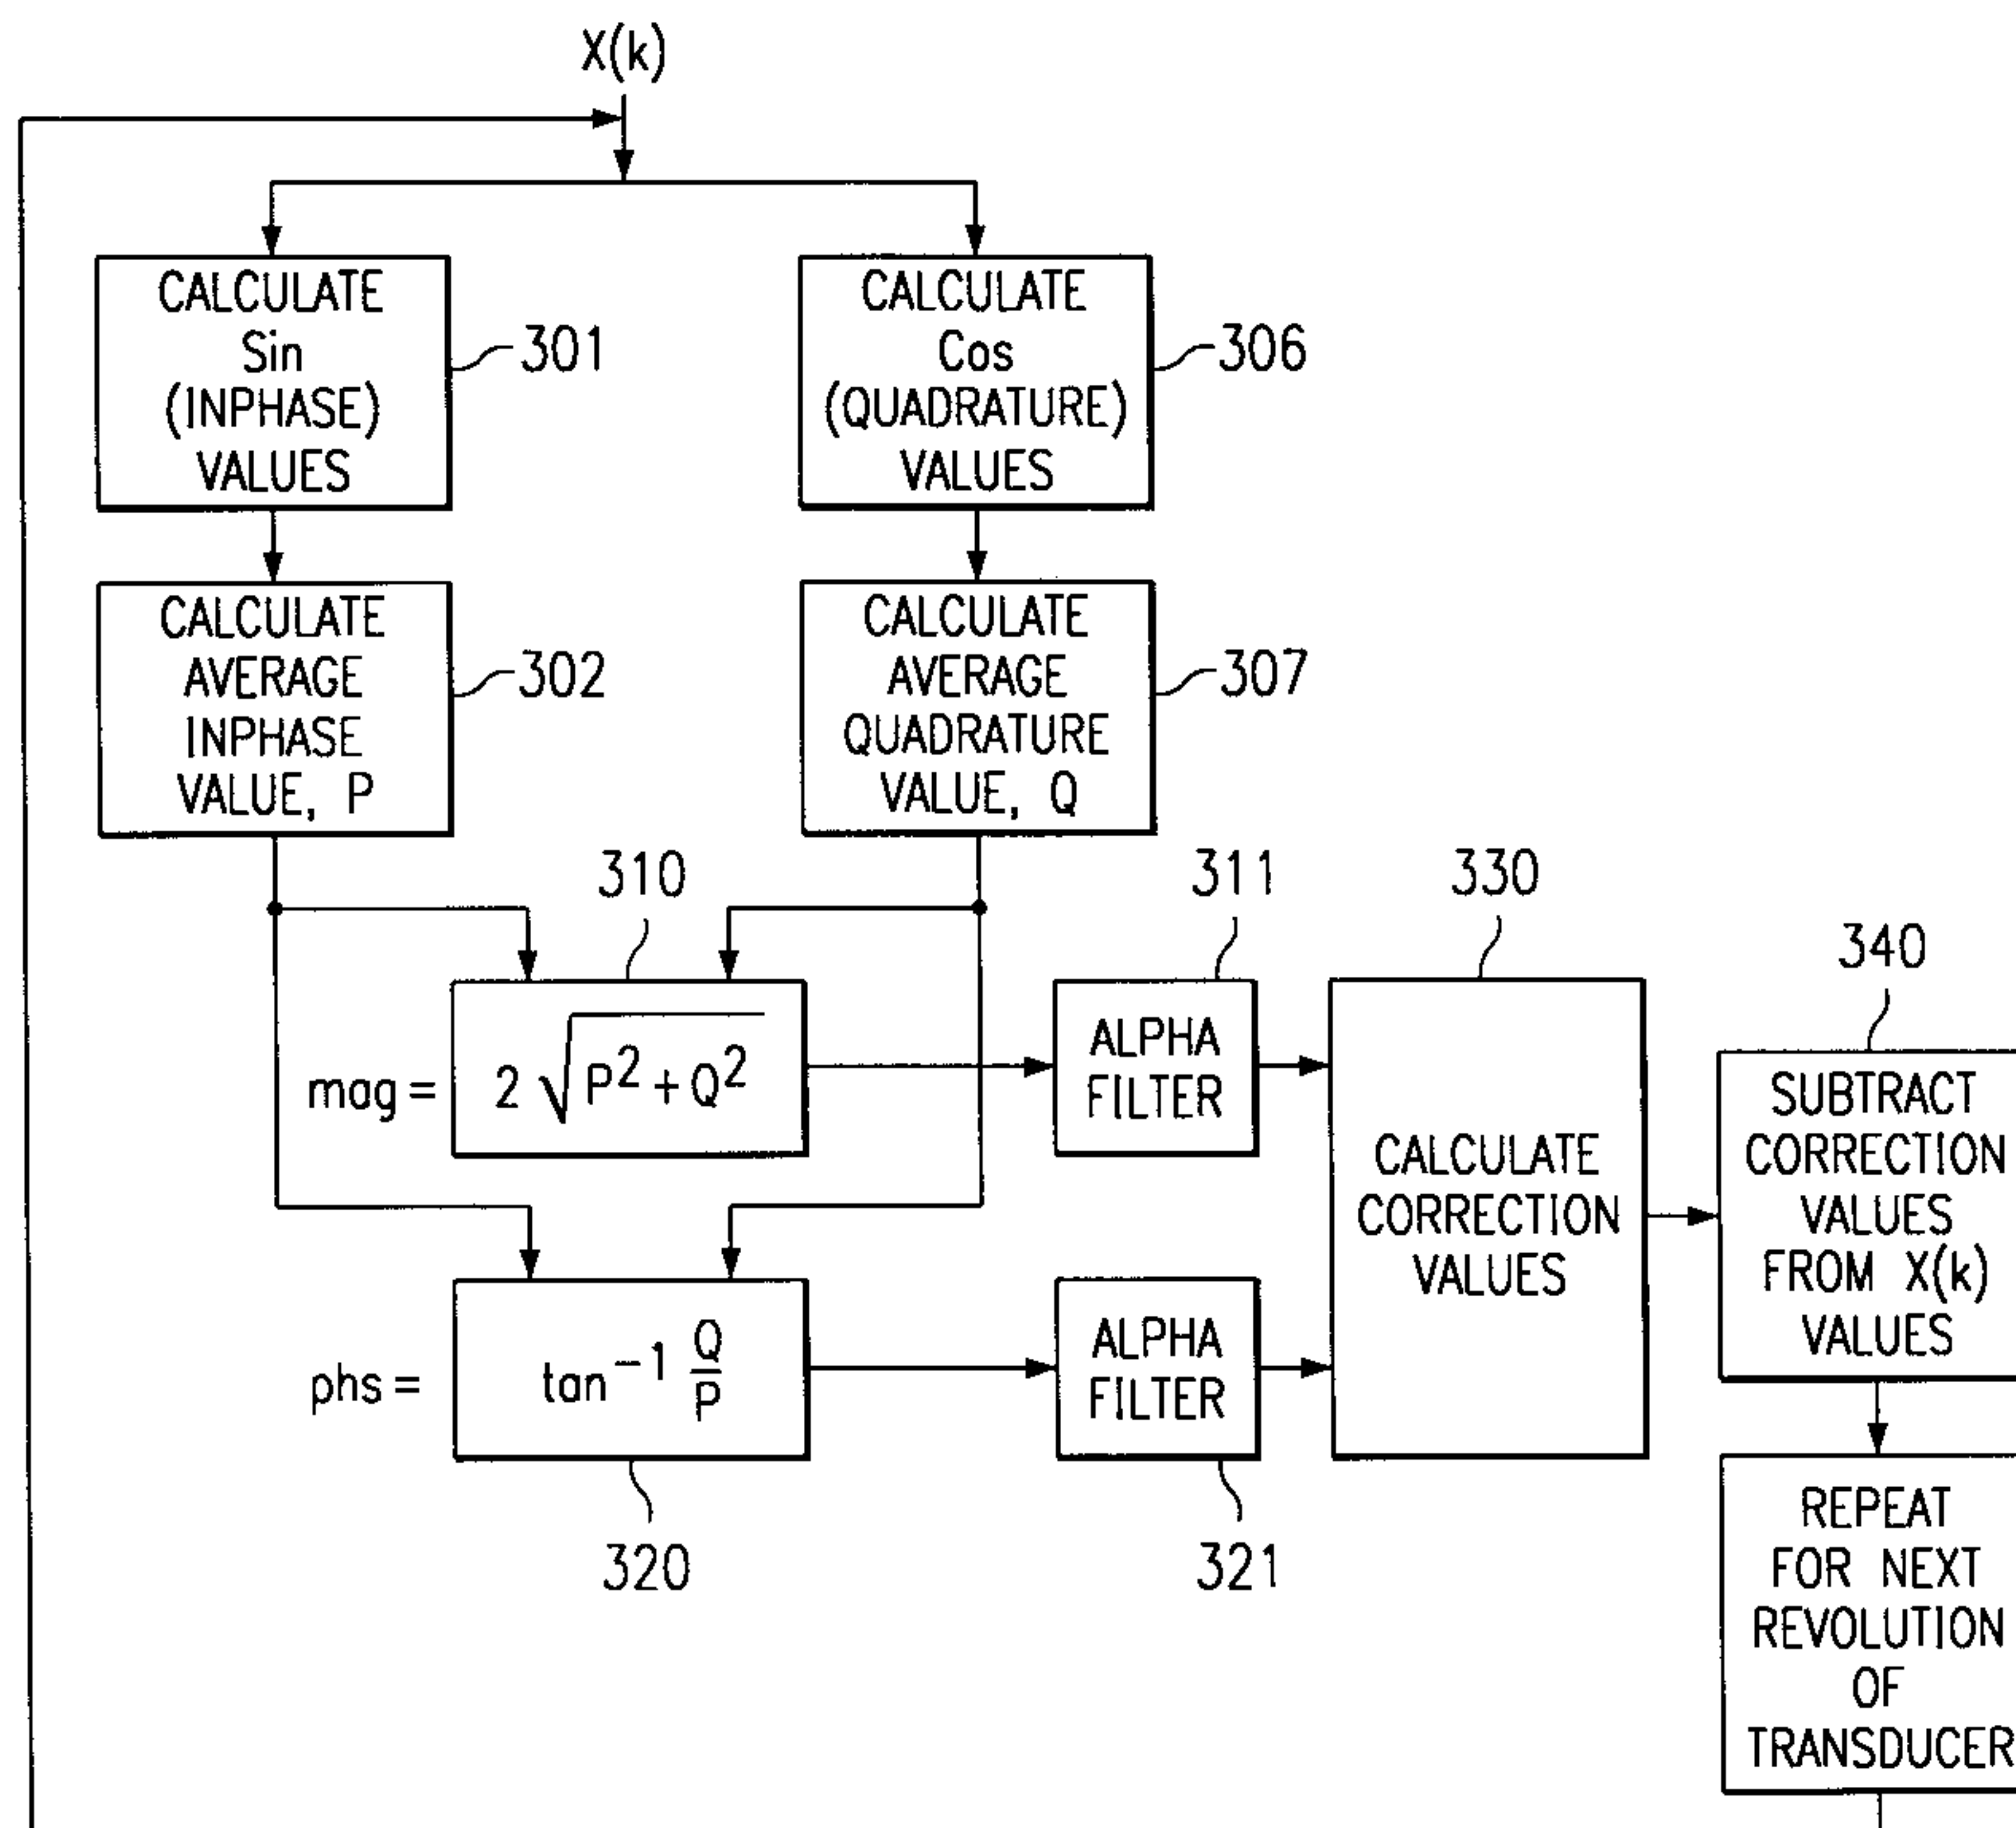 X(k)
CALCULATE
Sin
(INPHASE)
VALUES
301
CALCULATE
Cos
(QUADRATURE)
VALUES
306
CALCULATE
AVERAGE
INPHASE
VALUE, P
302
CALCULATE
AVERAGE
QUADRATURE
VALUE, Q
307
310
mag = 2 √P² + Q²
311
ALPHA
FILTER
330
CALCULATE
CORRECTION
VALUES
340
SUBTRACT
CORRECTION
VALUES
FROM X(k)
VALUES
phs = tan⁻¹ Q/P
320
ALPHA
FILTER
321
REPEAT
FOR NEXT
REVOLUTION
OF
TRANSDUCER